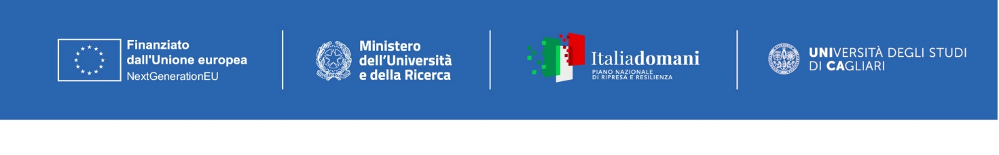 Finanziato
dall'Unione europea
NextGenerationEU
Ministero
dell'Università
e della Ricerca
Italiadomani
PIANO NAZIONALE
DI RIPRESA E RESILIENZA
UNIVERSITÀ DEGLI STUDI
DI CAGLIARI